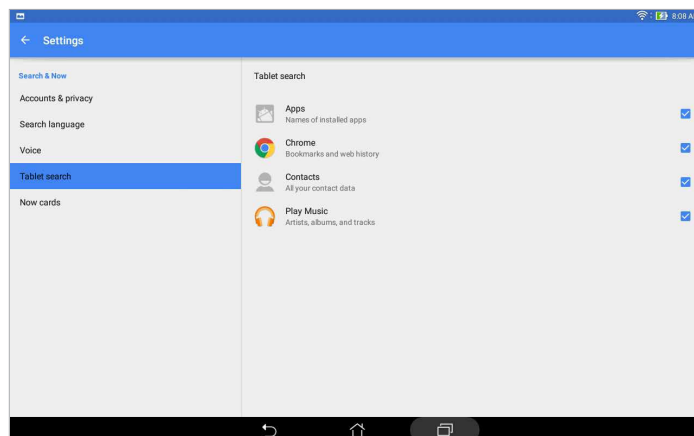 8:08 A
Settings
Search & Now
Accounts & privacy
Search language
Voice
Tablet search
Now cards
Tablet search
Apps
Names of installed apps
Chrome
Bookmarks and web history
Contacts
All your contact data
Play Music
Artists, albums, and tracks